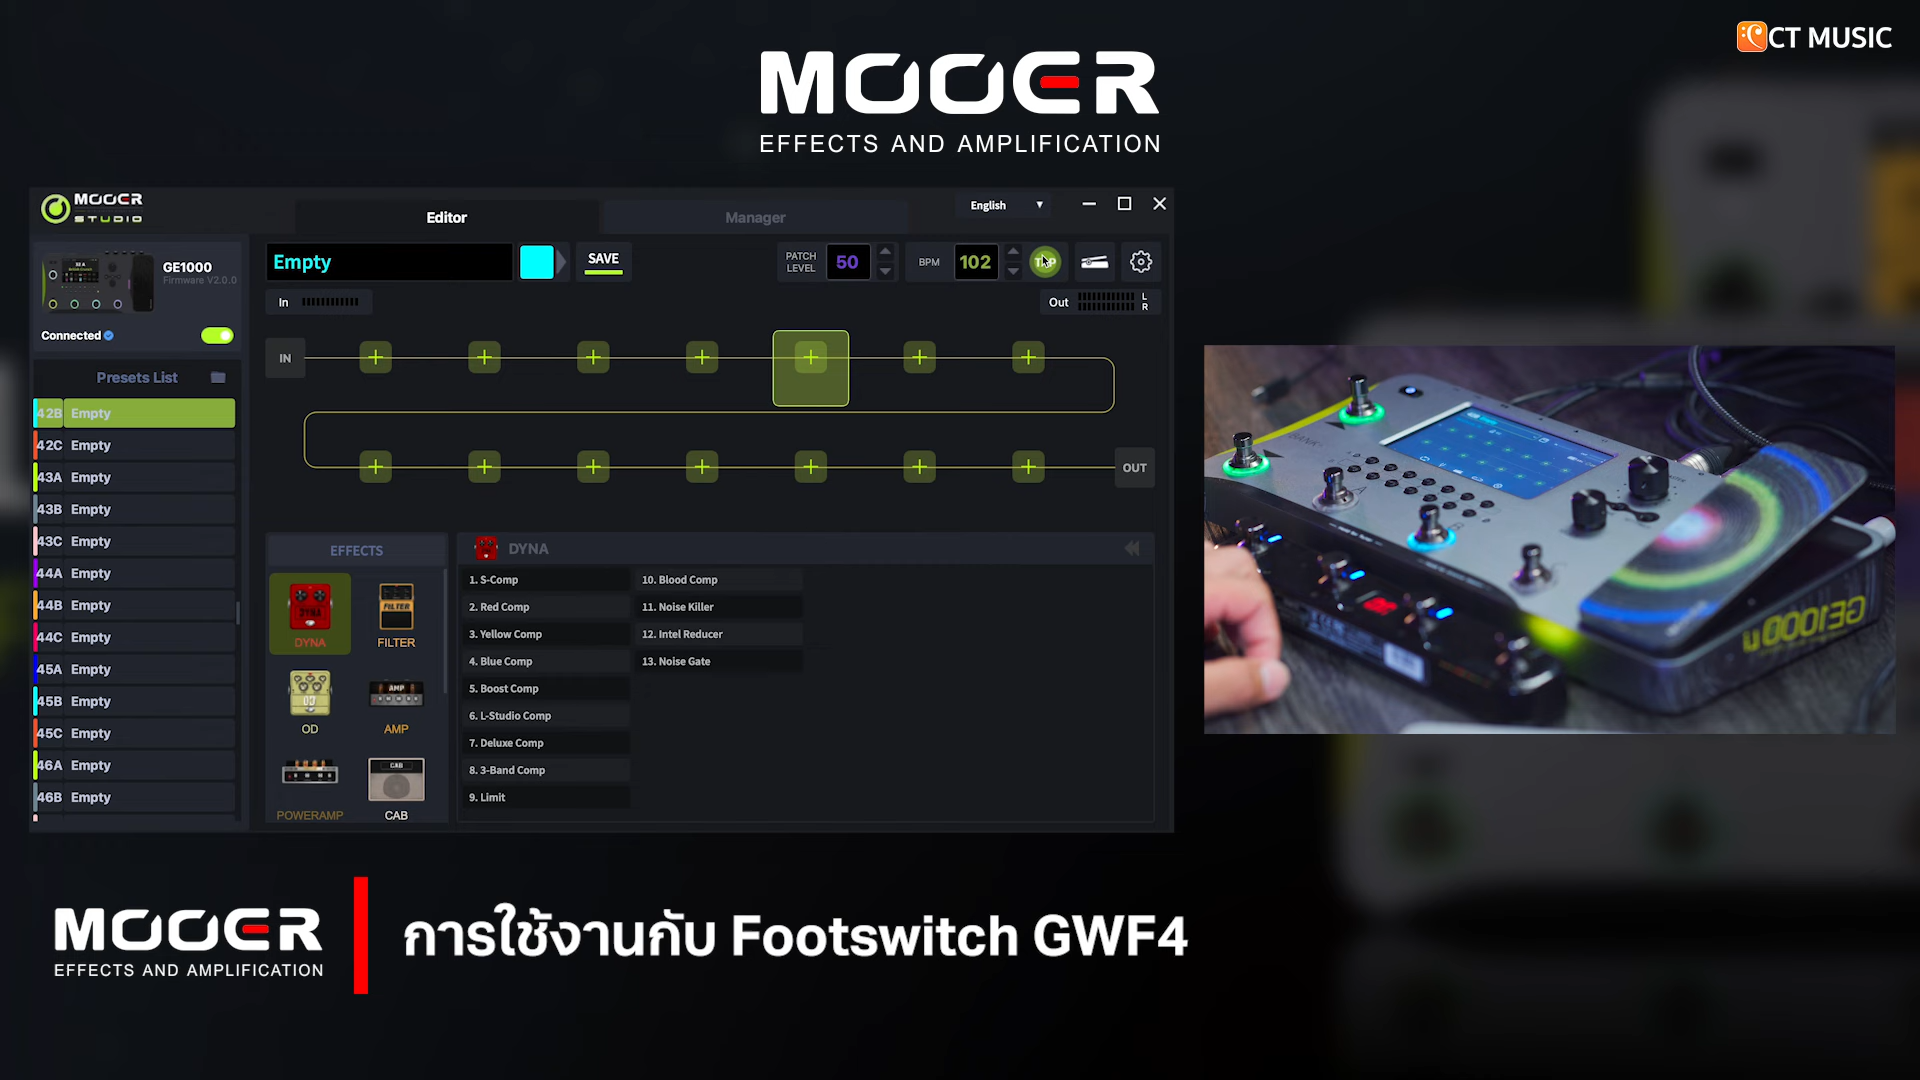 CT MUSIC
MOOER
EFFECTS AND AMPLIFICATION
MOOER
STUDIO
Editor
Manager
English
GE1000
Firmware V2.0.0
Connected
Empty
SAVE
PATCH
LEVEL
50
BPM
102
TAP
In
Out
L
R
Presets List
42B Empty
42C Empty
43A Empty
43B Empty
43C Empty
44A Empty
44B Empty
44C Empty
45A Empty
45B Empty
45C Empty
46A Empty
46B Empty
IN
OUT
EFFECTS
DYNA
FILTER
OD
AMP
POWERAMP
CAB
DYNA
1. S-Comp
2. Red Comp
3. Yellow Comp
4. Blue Comp
5. Boost Comp
6. L-Studio Comp
7. Deluxe Comp
8. 3-Band Comp
9. Limit
10. Blood Comp
11. Noise Killer
12. Intel Reducer
13. Noise Gate
GE1000
MOOER
EFFECTS AND AMPLIFICATION
การใช้งานกับ Footswitch GWF4